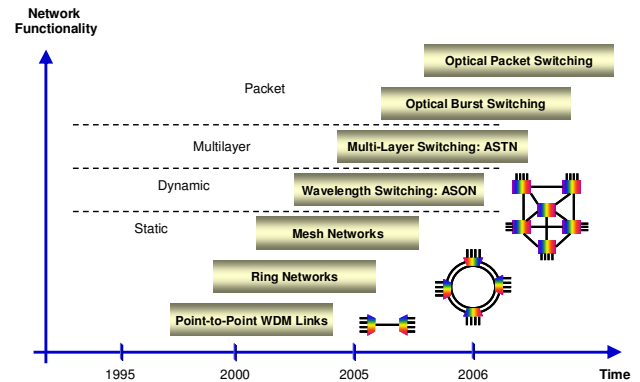 Network
Functionality
Optical Packet Switching
Packet
Optical Burst Switching
Multilayer
Multi-Layer Switching: ASTN
Dynamic
Wavelength Switching: ASON
Static
Mesh Networks
Ring Networks
Point-to-Point WDM Links
1995
2000
2005
2006
Time